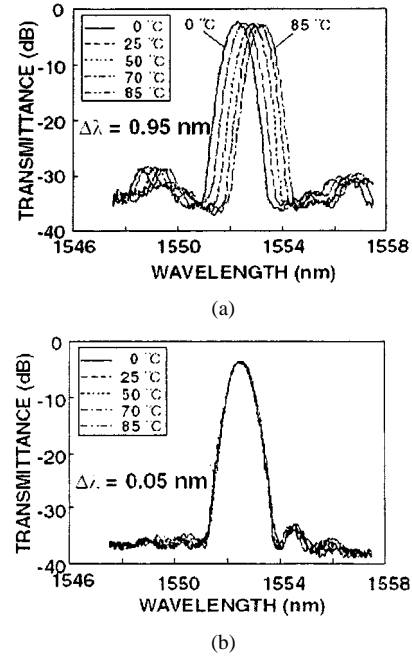 0
-10
-20
-30
-40
TRANSMITTANCE (dB)
0 °C
25 °C
50 °C
70 °C
85 °C
0 °C
85 °C
Δλ = 0.95 nm
1546
1550
1554
1558
WAVELENGTH (nm)
(a)
0
-10
-20
-30
-40
TRANSMITTANCE (dB)
0 °C
25 °C
50 °C
70 °C
85 °C
Δλ = 0.05 nm
1546
1550
1554
1558
WAVELENGTH (nm)
(b)